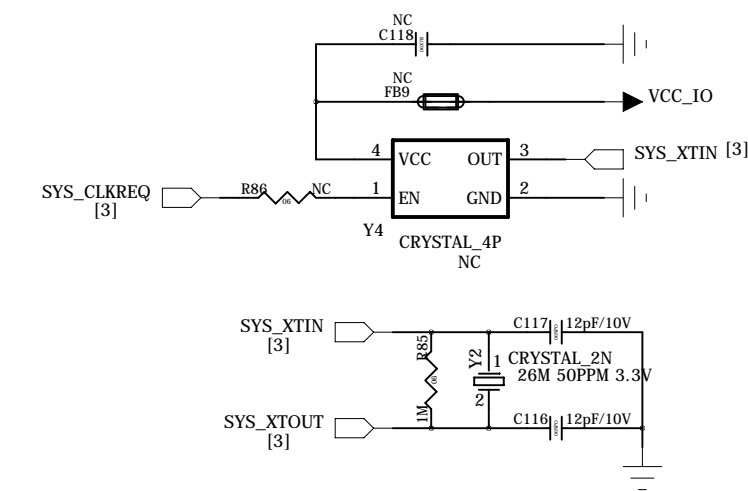 NC
C118
NC
FB9
VCC_IO
4 VCC OUT 3
SYS_XTIN [3]
SYS_CLKREQ
[3]
R86 06 NC
1 EN GND 2
Y4
CRYSTAL_4P
NC
SYS_XTIN
[3]
R85
06
1M
Y2
1
2
C117 12pF/10V
CRYSTAL_2N
26M 50PPM 3.3V
SYS_XTOUT
[3]
C116 12pF/10V